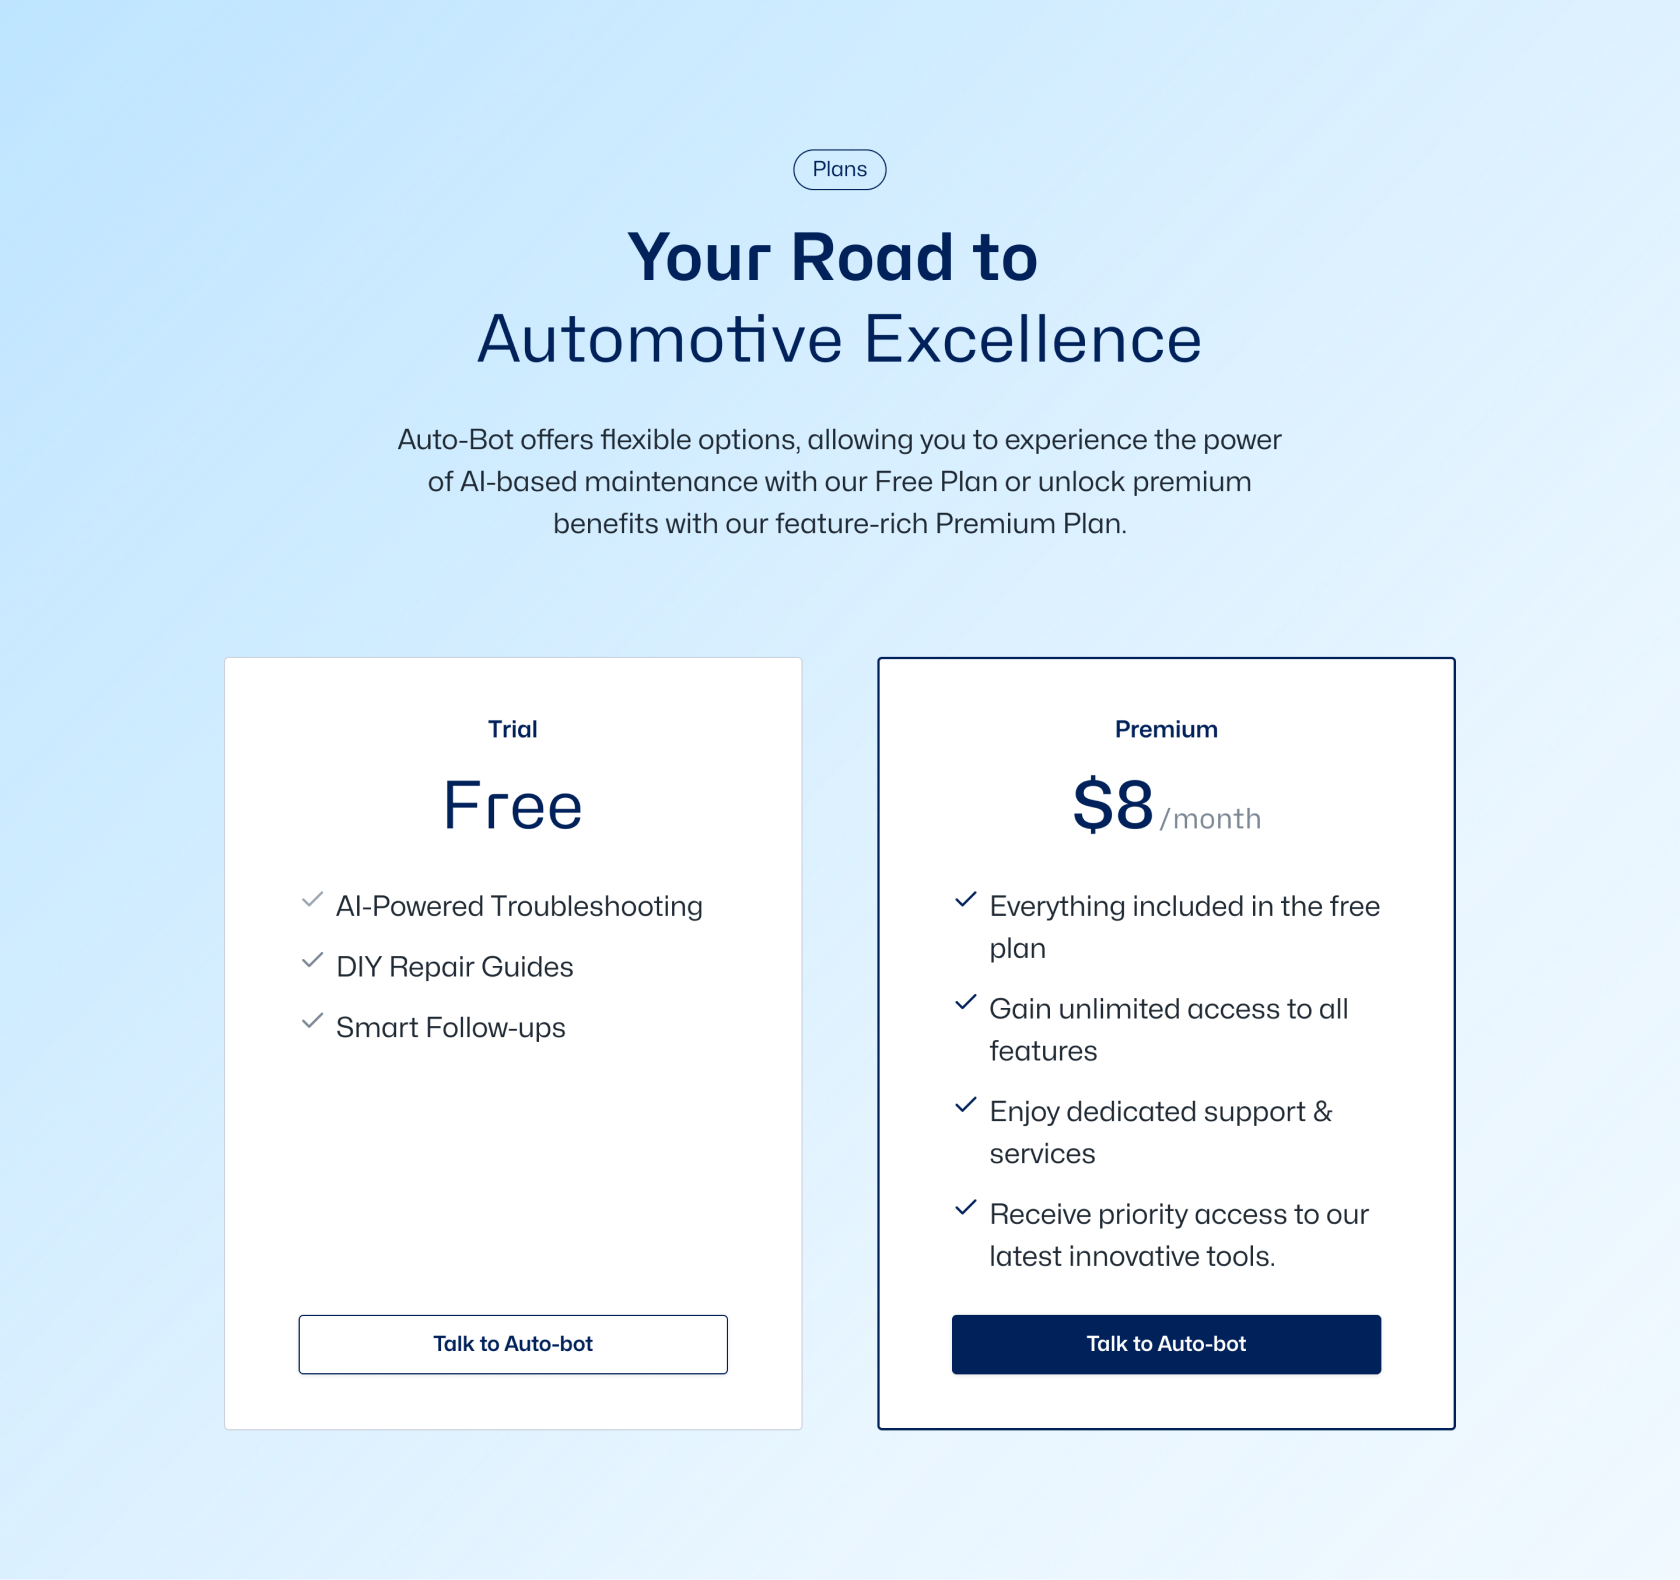 Plans
Your Road to
Automotive Excellence
Auto-Bot offers flexible options, allowing you to experience the power
of AI-based maintenance with our Free Plan or unlock premium
benefits with our feature-rich Premium Plan.
Trial
Free
AI-Powered Troubleshooting
DIY Repair Guides
Smart Follow-ups
Talk to Auto-bot
Premium
$8/month
Everything included in the free
plan
Gain unlimited access to all
features
Enjoy dedicated support &
services
Receive priority access to our
latest innovative tools.
Talk to Auto-bot